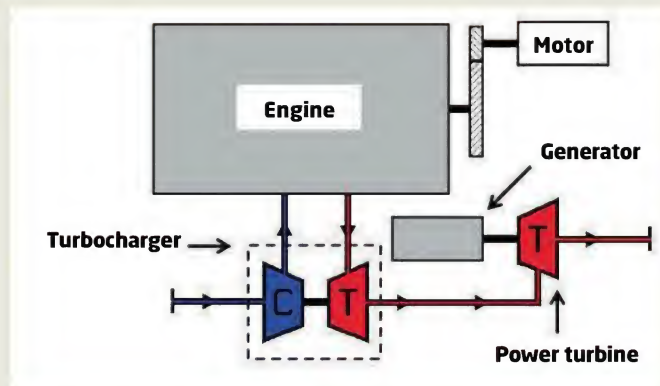 Motor
Engine
Generator
Turbocharger
T
C
T
Power turbine